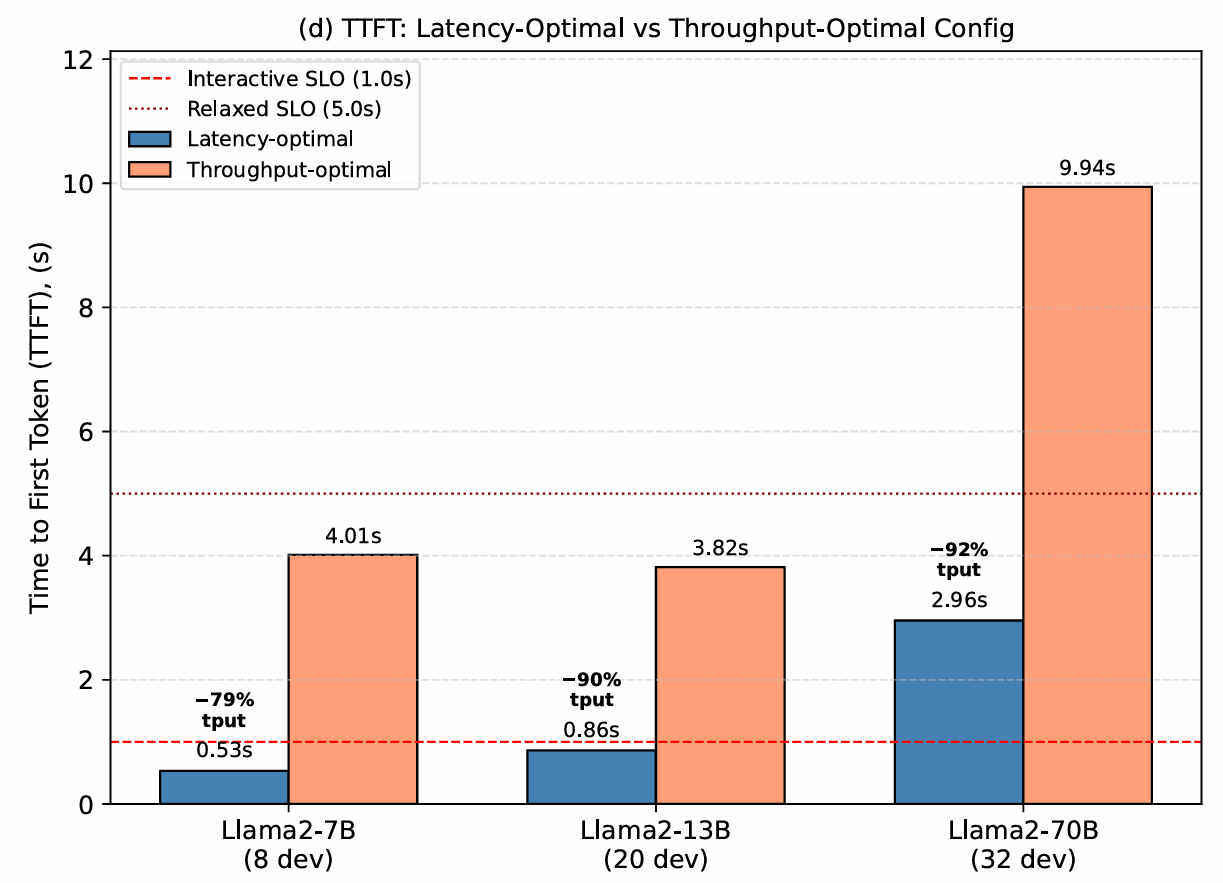 (d) TTFT: Latency-Optimal vs Throughput-Optimal Config
Time to First Token (TTFT), (s)
12
10
8
6
4
2
0
Interactive SLO (1.0s)
Relaxed SLO (5.0s)
Latency-optimal
Throughput-optimal
−79%
tput
0.53s
4.01s
−90%
tput
0.86s
3.82s
−92%
tput
2.96s
9.94s
Llama2-7B
(8 dev)
Llama2-13B
(20 dev)
Llama2-70B
(32 dev)